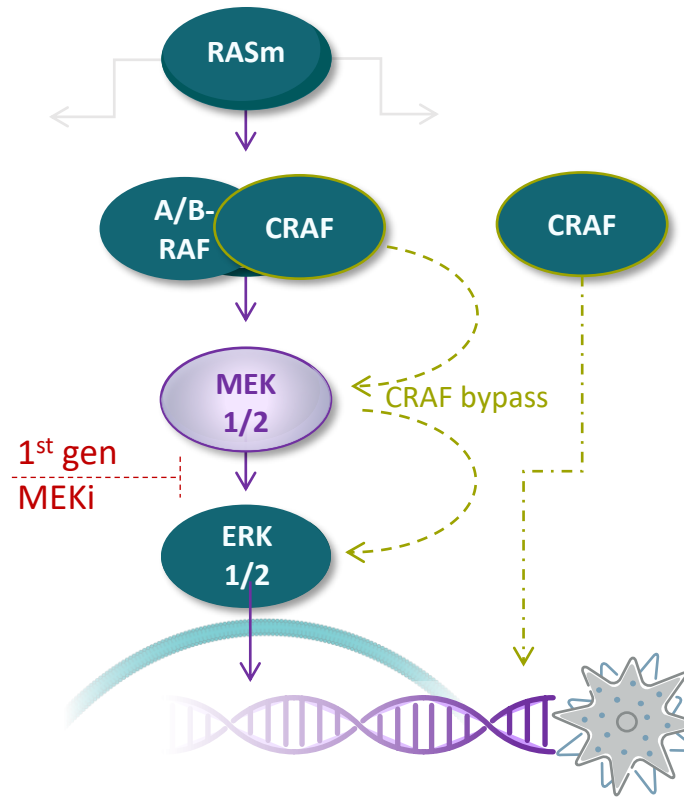 RASm
A/B-
RAF
CRAF
CRAF
MEK
1/2
CRAF bypass
1st gen
MEKi
ERK
1/2